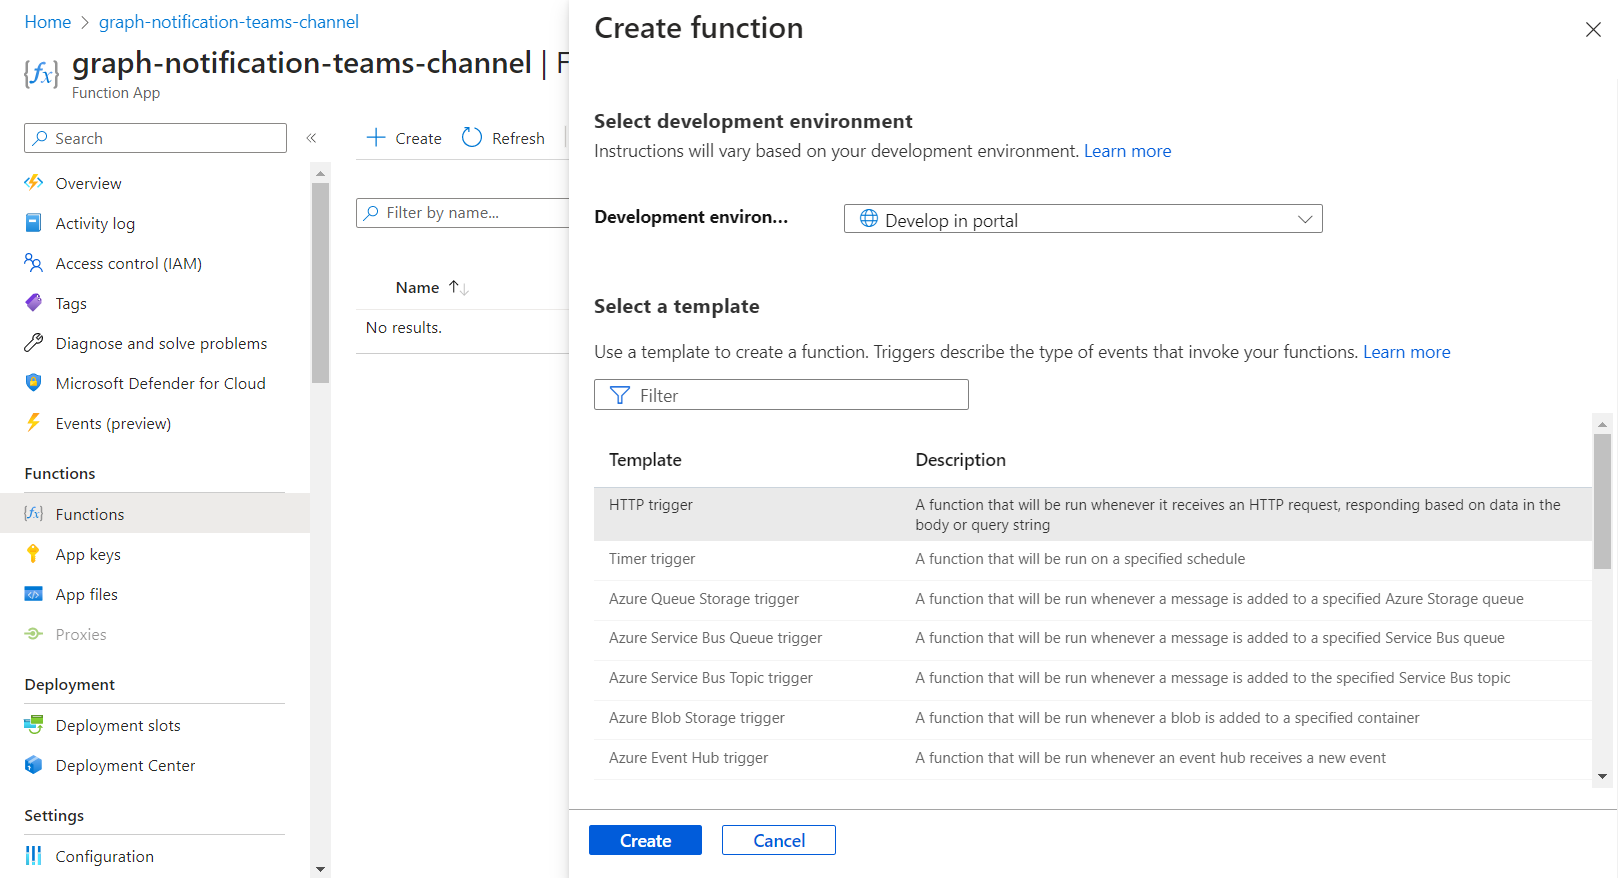 Home > graph-notification-teams-channel
graph-notification-teams-channel | F
Function App
Search
«
Overview
Activity log
Access control (IAM)
Tags
Diagnose and solve problems
Microsoft Defender for Cloud
Events (preview)
Functions
Functions
App keys
App files
Proxies
Deployment
Deployment slots
Deployment Center
Settings
Configuration
Create
Refresh
Filter by name...
Name
No results.
Create function
Select development environment
Instructions will vary based on your development environment. Learn more
Development environ...
Develop in portal
Select a template
Use a template to create a function. Triggers describe the type of events that invoke your functions. Learn more
Filter
Template Description
HTTP trigger A function that will be run whenever it receives an HTTP request, responding based on data in the
body or query string
Timer trigger A function that will be run on a specified schedule
Azure Queue Storage trigger A function that will be run whenever a message is added to a specified Azure Storage queue
Azure Service Bus Queue trigger A function that will be run whenever a message is added to a specified Service Bus queue
Azure Service Bus Topic trigger A function that will be run whenever a message is added to the specified Service Bus topic
Azure Blob Storage trigger A function that will be run whenever a blob is added to a specified container
Azure Event Hub trigger A function that will be run whenever an event hub receives a new event
Create
Cancel